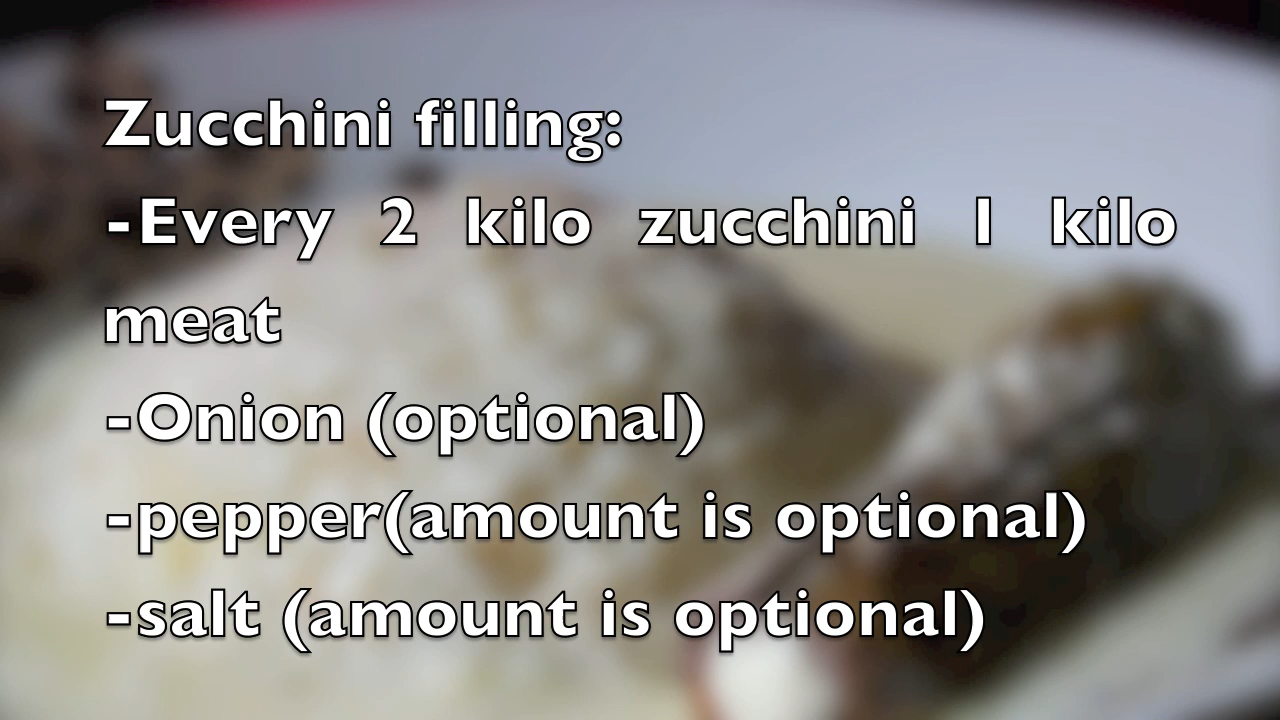 Zucchini filling:
-Every 2 kilo zucchini 1 kilo
meat
-Onion (optional)
-pepper(amount is optional)
-salt (amount is optional)